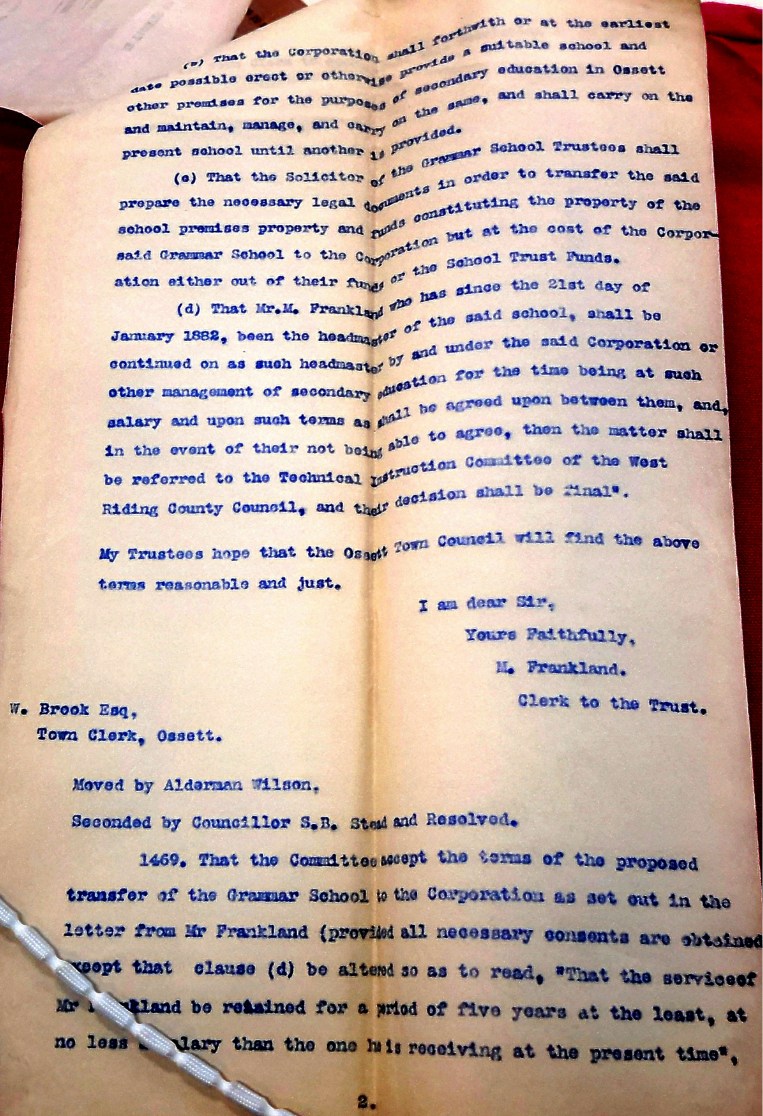 (b) That the Corporation shall forthwith or at the earliest
date possible erect or otherwise provide a suitable school and
other premises for the purposes of secondary education in Ossett
and maintain, manage, and carry on the same, and shall carry on the
present school until another is provided.
(c) That the Solicitor of the Grammar School Trustees shall
prepare the necessary legal documents in order to transfer the said
school premises property and funds constituting the property of the
said Grammar School to the Corporation but at the cost of the Corpor-
ation either out of their funds or the School Trust Funds.
(d) That Mr.M. Frankland who has since the 21st day of
January 1882, been the headmaster of the said school, shall be
continued on as such headmaster by and under the said Corporation or
other management of secondary education for the time being at such
salary and upon such terms as shall be agreed upon between them, and,
in the event of their not being able to agree, then the matter shall
be referred to the Technical Instruction Committee of the West
Riding County Council, and their decision shall be final".
My Trustees hope that the Ossett Town Council will find the above
terms reasonable and just.
I am dear Sir,
Yours Faithfully,
M. Frankland.
Clerk to the Trust.
W. Brook Esq,
Town Clerk, Ossett.
Moved by Alderman Wilson,
Seconded by Councillor S.B. Stead and Resolved.
1469. That the Committee accept the terms of the proposed
transfer of the Grammar School to the Corporation as set out in the
letter from Mr Frankland (provided all necessary consents are obtained
except that clause (d) be altered so as to read, "That the service of
Mr Frankland be retained for a priod of five years at the least, at
no less a salary than the one he is receiving at the present time",
2.